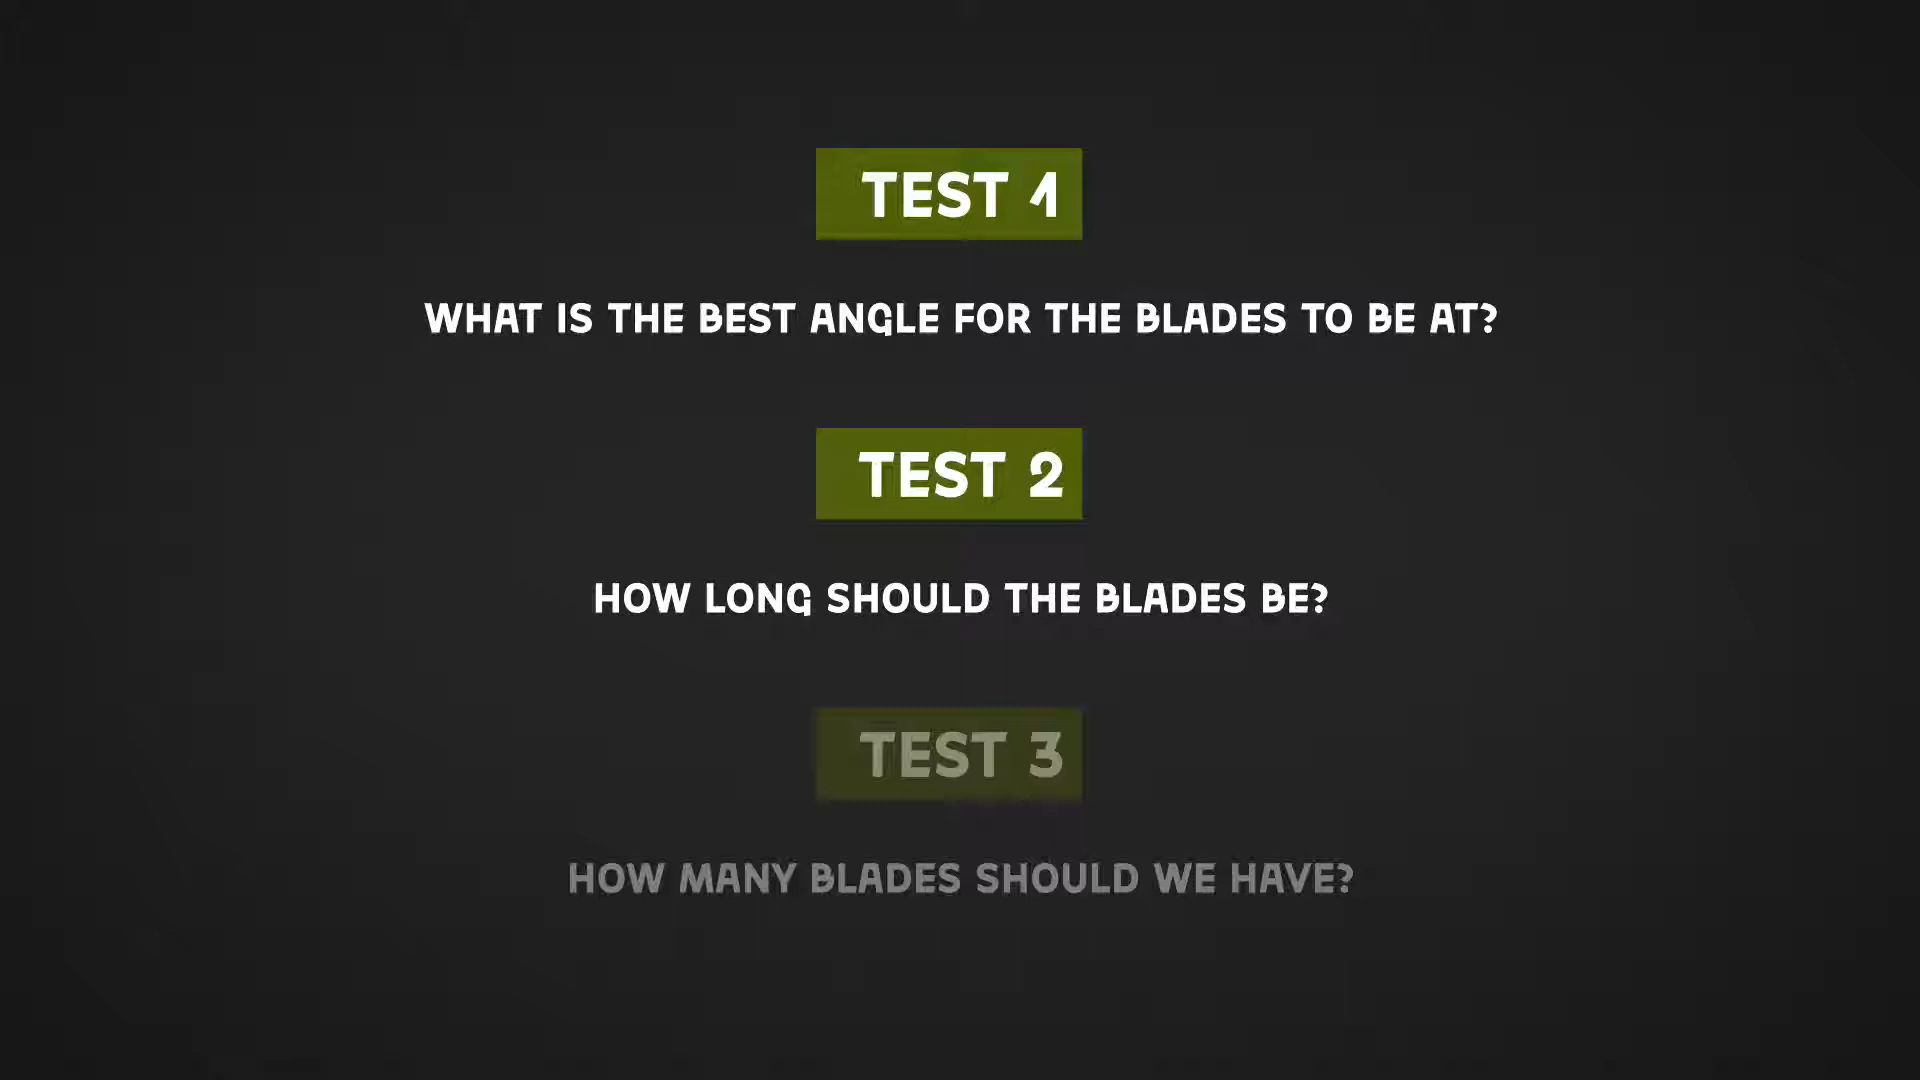 TEST 1
WHAT IS THE BEST ANGLE FOR THE BLADES TO BE AT?
TEST 2
HOW LONG SHOULD THE BLADES BE?
TEST 3
HOW MANY BLADES SHOULD WE HAVE?